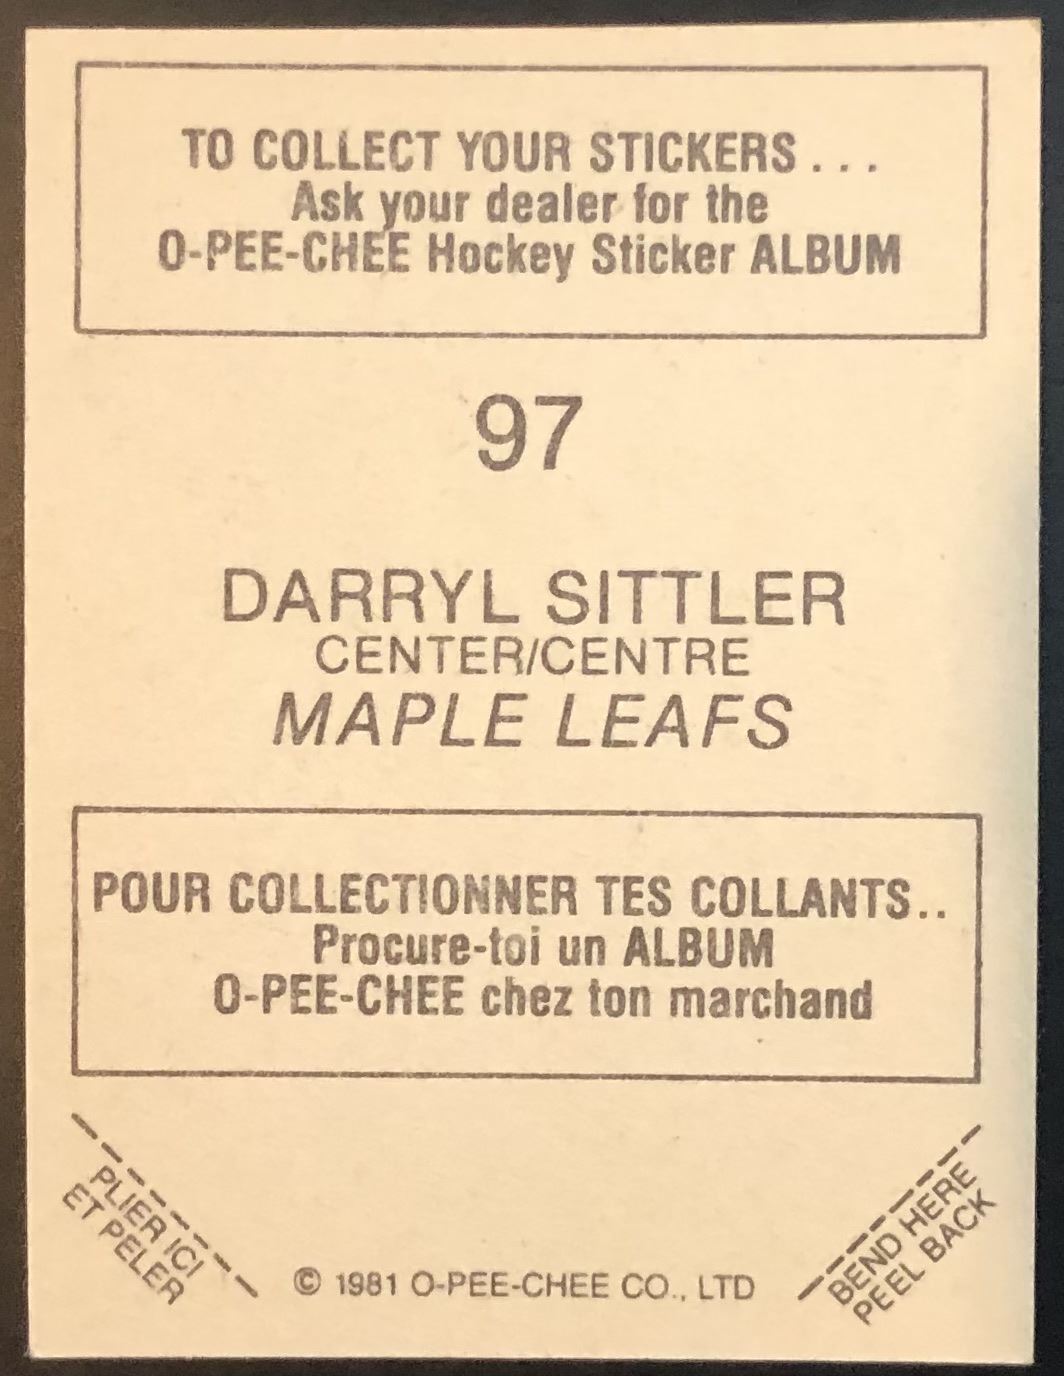 TO COLLECT YOUR STICKERS . . .
Ask your dealer for the
O-PEE-CHEE Hockey Sticker ALBUM
97
DARRYL SITTLER
CENTER/CENTRE
MAPLE LEAFS
POUR COLLECTIONNER TES COLLANTS..
Procure-toi un ALBUM
O-PEE-CHEE chez ton marchand
PLIER ICI
ET PELER
© 1981 O-PEE-CHEE CO., LTD
BEND HERE
PEEL BACK